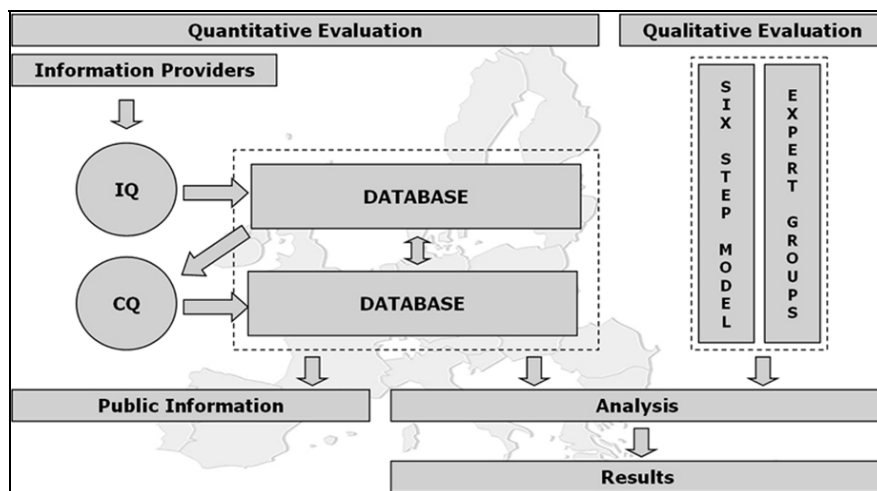 Quantitative Evaluation
Qualitative Evaluation
Information Providers
IQ
DATABASE
CQ
DATABASE
SIX STEP MODEL
EXPERT GROUPS
Public Information
Analysis
Results